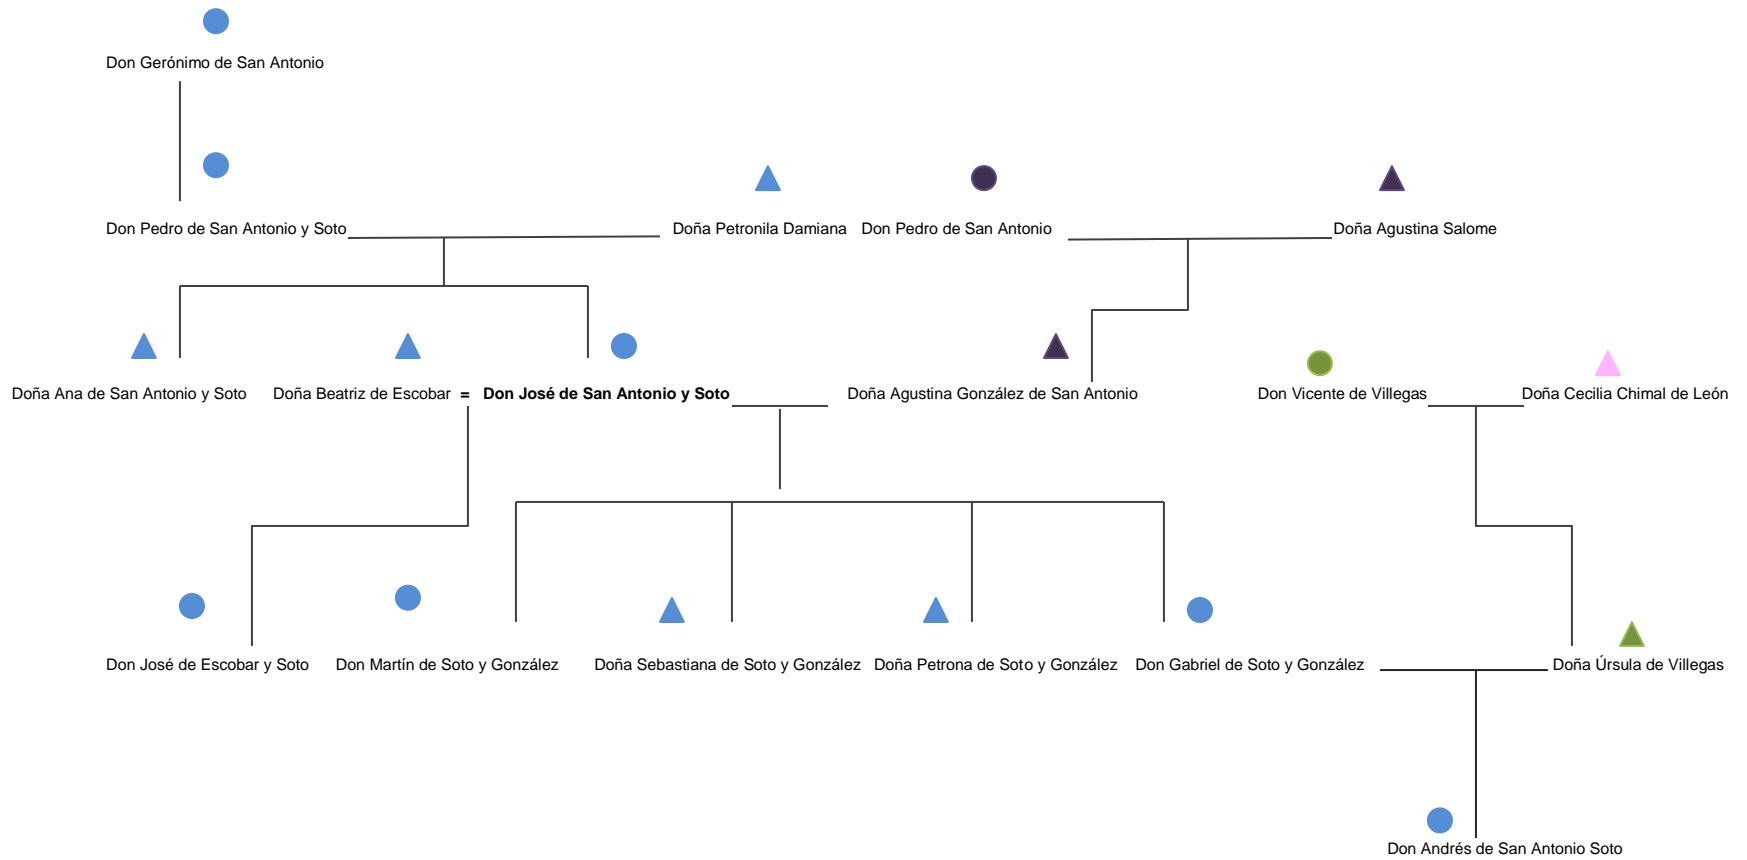 Don Gerónimo de San Antonio
Don Pedro de San Antonio y Soto
Doña Petronila Damiana
Don Pedro de San Antonio
Doña Agustina Salome
Doña Ana de San Antonio y Soto
Doña Beatriz de Escobar = Don José de San Antonio y Soto
Doña Agustina González de San Antonio
Don Vicente de Villegas
Doña Cecilia Chimal de León
Don José de Escobar y Soto
Don Martín de Soto y González
Doña Sebastiana de Soto y González
Doña Petrona de Soto y González
Don Gabriel de Soto y González
Doña Úrsula de Villegas
Don Andrés de San Antonio Soto